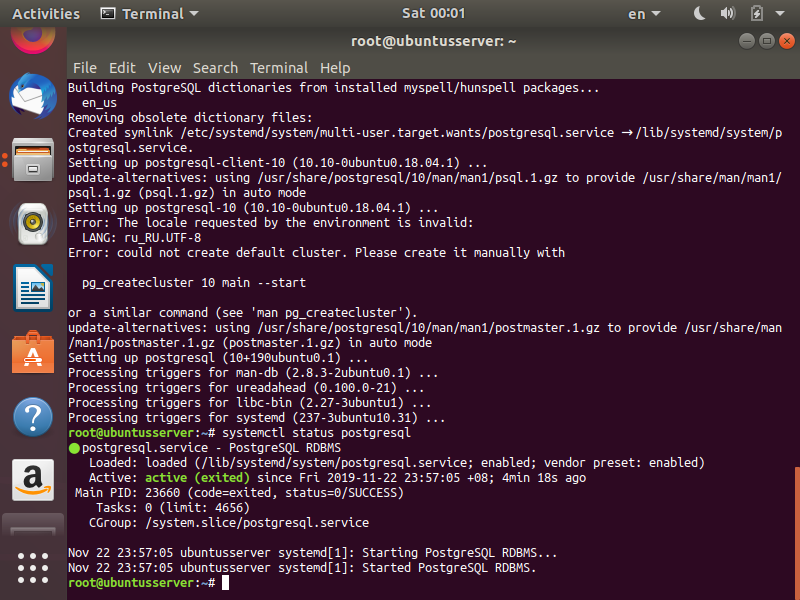 Activities Terminal Sat 00:01 en
root@ubuntusserver: ~
File Edit View Search Terminal Help
Building PostgreSQL dictionaries from installed myspell/hunspell packages...
  en_us
Removing obsolete dictionary files:
Created symlink /etc/systemd/system/multi-user.target.wants/postgresql.service → /lib/systemd/system/p
ostgresql.service.
Setting up postgresql-client-10 (10.10-0ubuntu0.18.04.1) ...
update-alternatives: using /usr/share/postgresql/10/man/man1/psql.1.gz to provide /usr/share/man/man1/
psql.1.gz (psql.1.gz) in auto mode
Setting up postgresql-10 (10.10-0ubuntu0.18.04.1) ...
Error: The locale requested by the environment is invalid:
  LANG: ru_RU.UTF-8
Error: could not create default cluster. Please create it manually with
  pg_createcluster 10 main --start
or a similar command (see 'man pg_createcluster').
update-alternatives: using /usr/share/postgresql/10/man/man1/postmaster.1.gz to provide /usr/share/man
/man1/postmaster.1.gz (postmaster.1.gz) in auto mode
Setting up postgresql (10+190ubuntu0.1) ...
Processing triggers for man-db (2.8.3-2ubuntu0.1) ...
Processing triggers for ureadahead (0.100.0-21) ...
Processing triggers for libc-bin (2.27-3ubuntu1) ...
Processing triggers for systemd (237-3ubuntu10.31) ...
root@ubuntusserver:~# systemctl status postgresql
● postgresql.service - PostgreSQL RDBMS
   Loaded: loaded (/lib/systemd/system/postgresql.service; enabled; vendor preset: enabled)
   Active: active (exited) since Fri 2019-11-22 23:57:05 +08; 4min 18s ago
 Main PID: 23660 (code=exited, status=0/SUCCESS)
    Tasks: 0 (limit: 4656)
   CGroup: /system.slice/postgresql.service
Nov 22 23:57:05 ubuntusserver systemd[1]: Starting PostgreSQL RDBMS...
Nov 22 23:57:05 ubuntusserver systemd[1]: Started PostgreSQL RDBMS.
root@ubuntusserver:~#